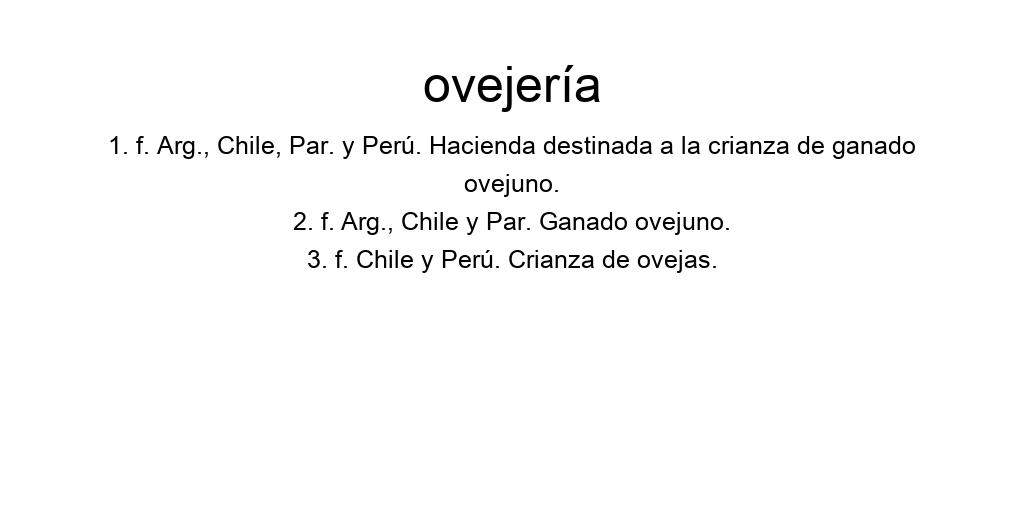 ovejería
1. f. Arg., Chile, Par. y Perú. Hacienda destinada a la crianza de ganado
ovejuno.
2. f. Arg., Chile y Par. Ganado ovejuno.
3. f. Chile y Perú. Crianza de ovejas.